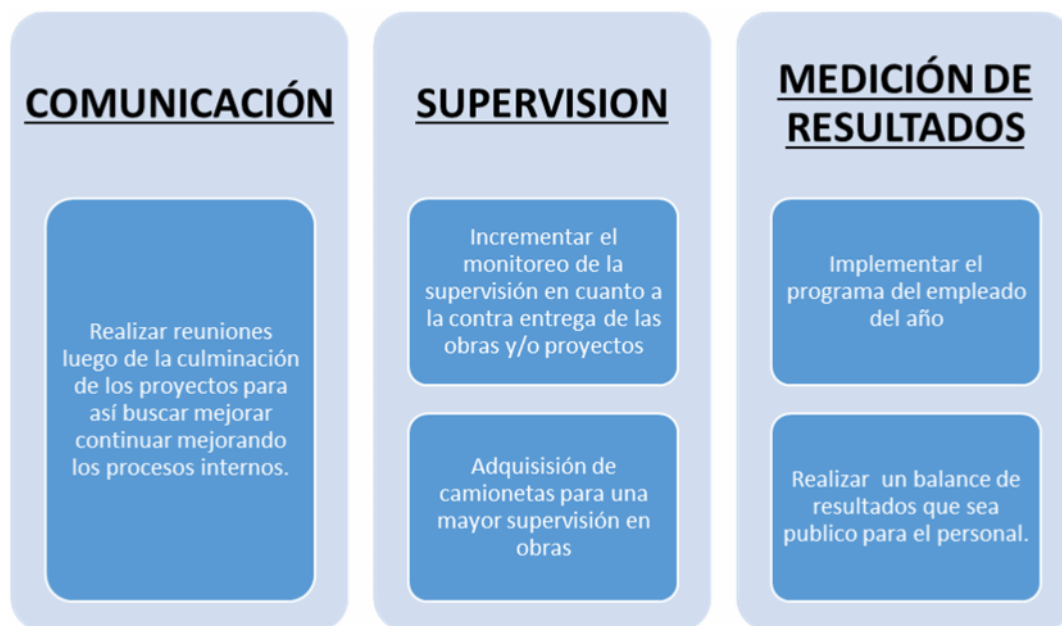 COMUNICACIÓN
Realizar reuniones
luego de la culminación
de los proyectos para
así buscar mejorar
continuar mejorando
los procesos internos.
SUPERVISION
Incrementar el
monitoreo de la
supervisión en cuanto a
la contra entrega de las
obras y/o proyectos
Adquisisión de
camionetas para una
mayor supervisión en
obras
MEDICIÓN DE
RESULTADOS
Implementar el
programa del empleado
del año
Realizar un balance de
resultados que sea
publico para el personal.